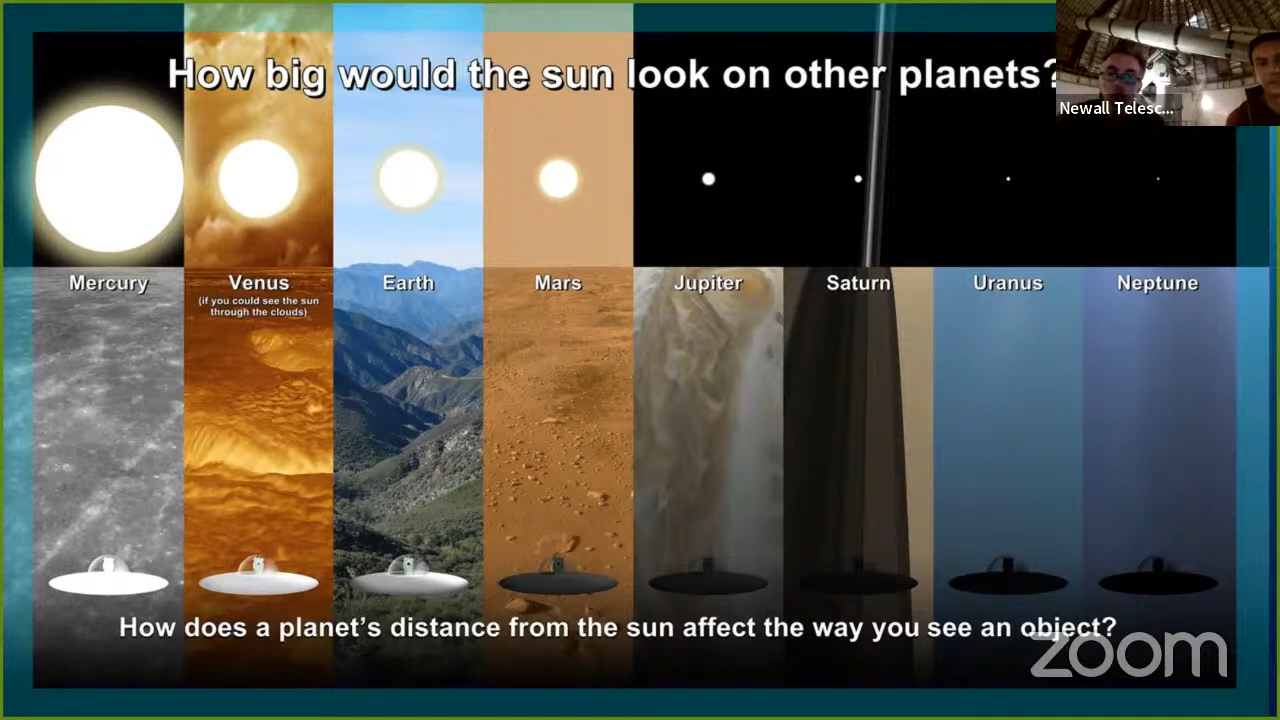 How big would the sun look on other planets?
Newall Telesc...
Mercury
Venus
(if you could see the sun
through the clouds)
Earth
Mars
Jupiter
Saturn
Uranus
Neptune
How does a planet’s distance from the sun affect the way you see an object?
zoom